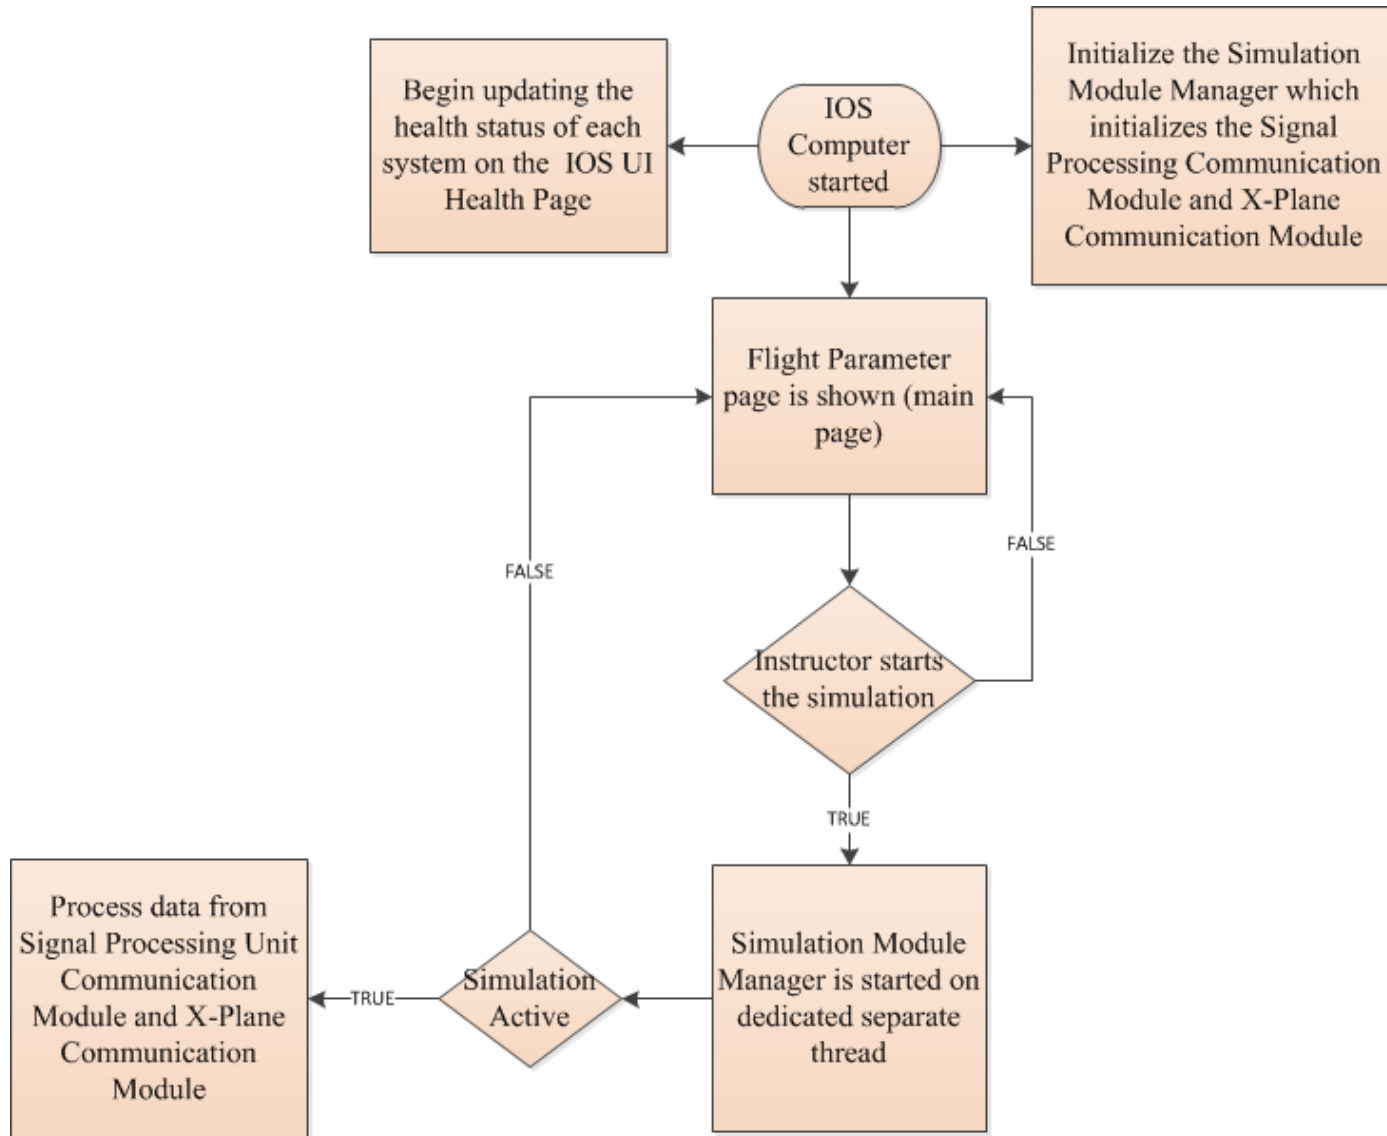 Begin updating the
health status of each
system on the IOS UI
Health Page
IOS
Computer
started
Initialize the Simulation
Module Manager which
initializes the Signal
Processing Communication
Module and X-Plane
Communication Module
Flight Parameter
page is shown (main
page)
FALSE
FALSE
Instructor starts
the simulation
TRUE
Process data from
Signal Processing Unit
Communication
Module and X-Plane
Communication
Module
TRUE
Simulation
Active
Simulation Module
Manager is started on
dedicated separate
thread